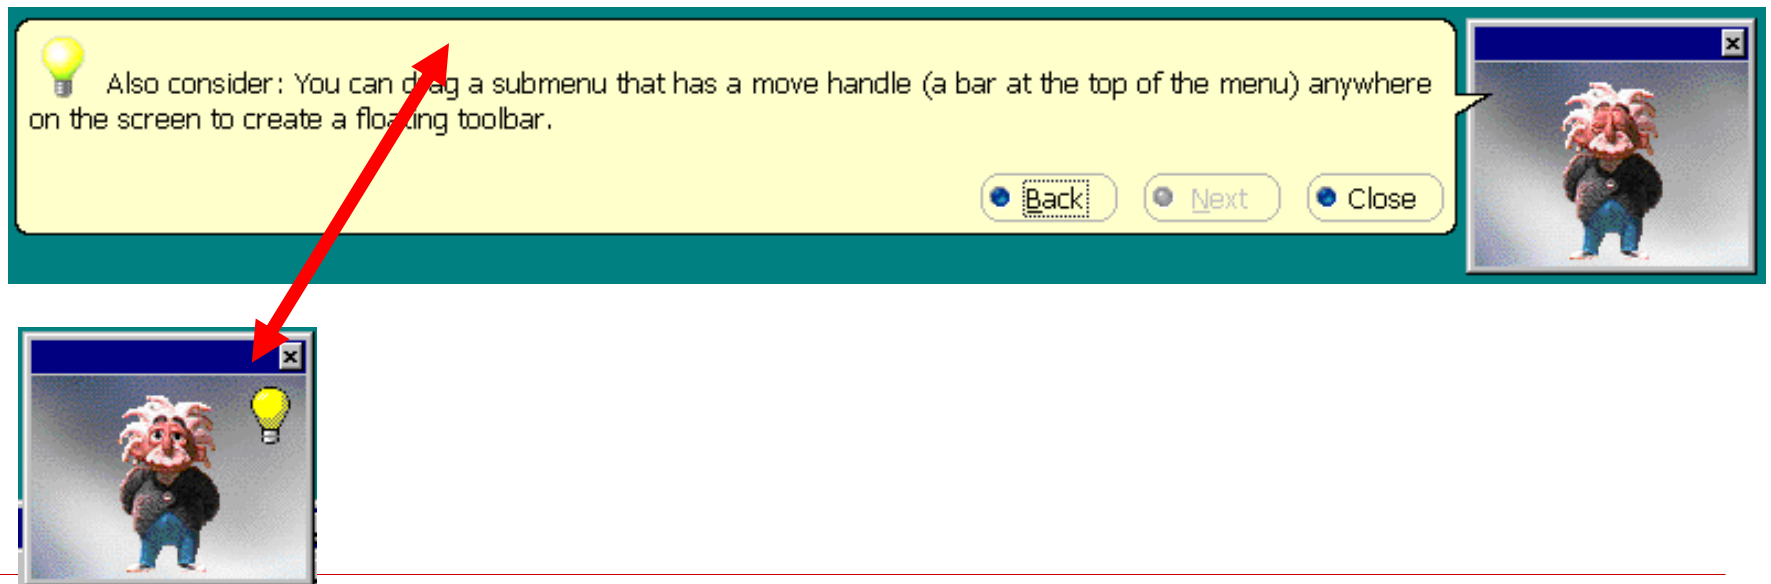 Also consider: You can drag a submenu that has a move handle (a bar at the top of the menu) anywhere
on the screen to create a floating toolbar.
Back Next Close